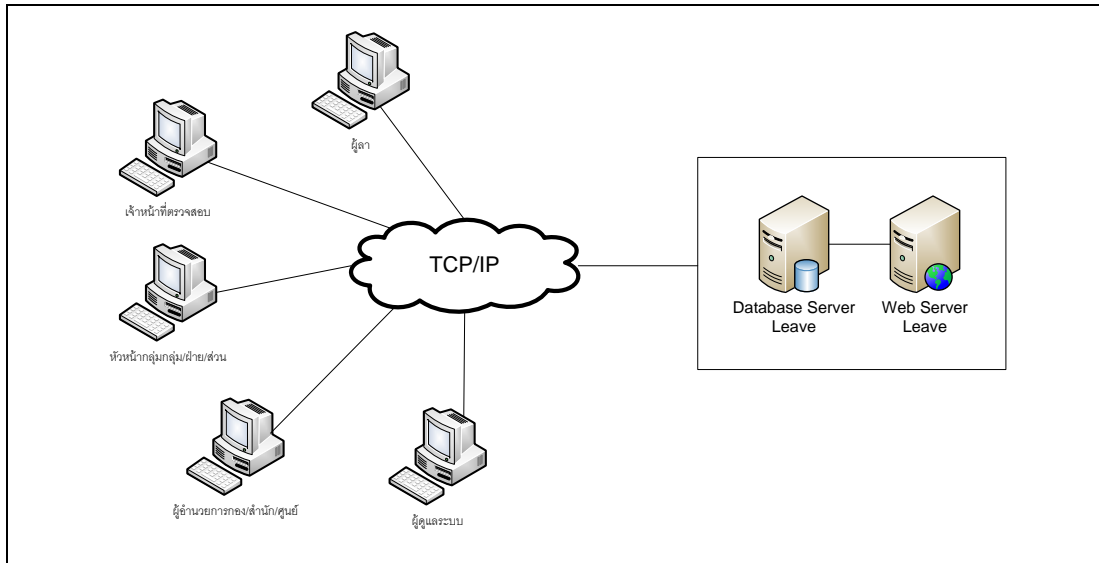 ผู้ลา
เจ้าหน้าที่ตรวจสอบ
TCP/IP
Database Server
Leave
Web Server
Leave
หัวหน้ากลุ่มกลุ่ม/ฝ่าย/ส่วน
ผู้อำนวยการกอง/สำนัก/ศูนย์
ผู้ดูแลระบบ